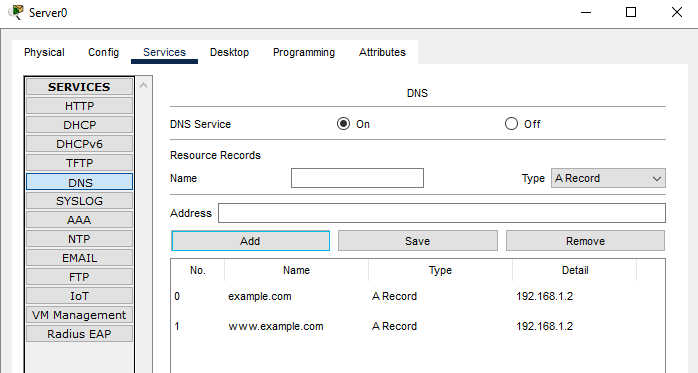 Server0
Physical Config Services Desktop Programming Attributes
SERVICES
HTTP
DHCP
DHCPv6
TFTP
DNS
SYSLOG
AAA
NTP
EMAIL
FTP
IoT
VM Management
Radius EAP
DNS
DNS Service On Off
Resource Records
Name Type A Record
Address
Add Save Remove
No. Name Type Detail
0 example.com A Record 192.168.1.2
1 www.example.com A Record 192.168.1.2